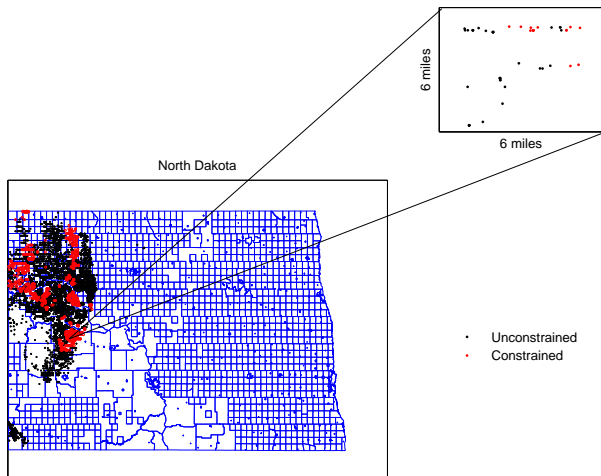 6 miles
6 miles
North Dakota
Unconstrained
Constrained